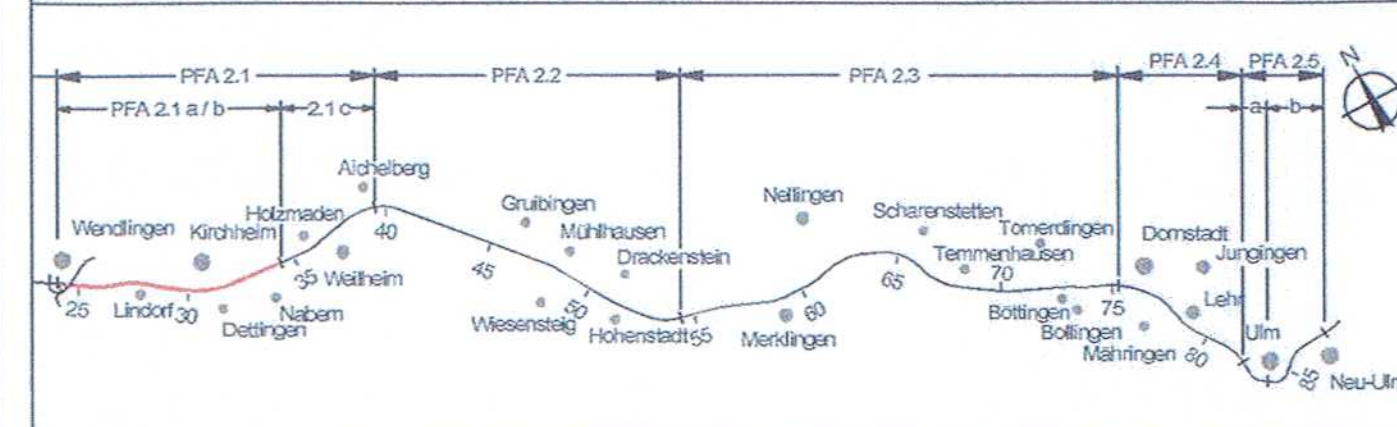 PFA 2.1
PFA 2.2
PFA 2.3
PFA 2.4
PFA 2.5
N
PFA 2.1 a / b
2.1 c
a
b
Aichelberg
Holzmaden
Wendlingen
Kirchheim
40
Gruibingen
Mühlhausen
Drackenstein
Nellingen
Scharenstetten
Tomerdingen
Temmenhausen
Dornstadt
Jungingen
35
Weilheim
45
50
65
70
75
25
Lindorf
30
Nabern
Dettingen
Wiesensteig
Hohenstadt
55
60
Merklingen
Böttingen
Bollingen
Mähringen
Lehr
80
Ulm
85
Neu-Ulm